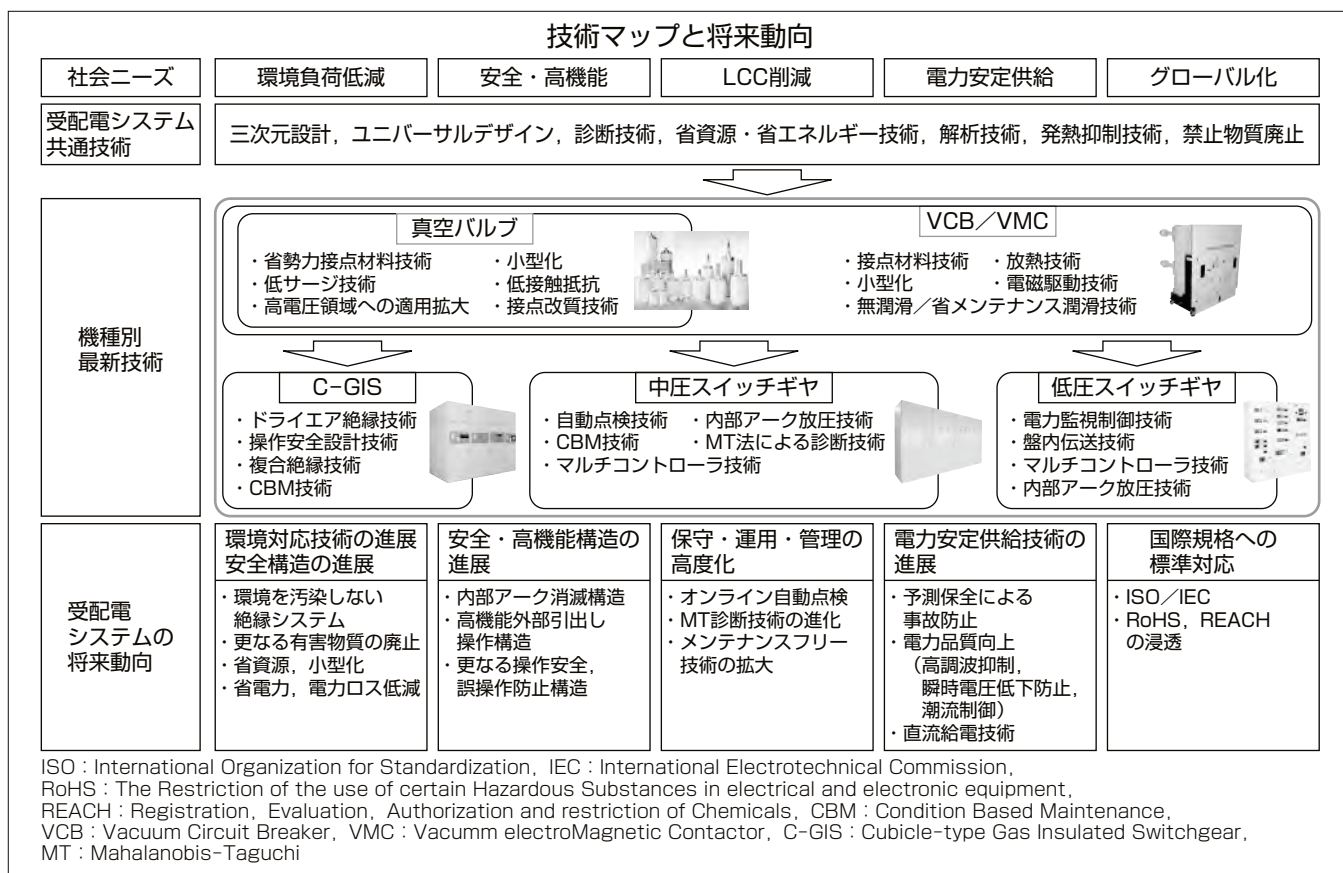 技術マップと将来動向
社会ニーズ
環境負荷低減
安全・高機能
LCC削減
電力安定供給
グローバル化
受配電システム
共通技術
三次元設計，ユニバーサルデザイン，診断技術，省資源・省エネルギー技術，解析技術，発熱抑制技術，禁止物質廃止
機種別
最新技術
真空バルブ
・省勢力接点材料技術
・低サージ技術
・高電圧領域への適用拡大
・小型化
・低接触抵抗
・接点改質技術
VCB／VMC
・接点材料技術
・小型化
・無潤滑／省メンテナンス潤滑技術
・放熱技術
・電磁駆動技術
C-GIS
・ドライエア絶縁技術
・操作安全設計技術
・複合絶縁技術
・CBM技術
中圧スイッチギヤ
・自動点検技術
・CBM技術
・マルチコントローラ技術
・内部アーク放圧技術
・MT法による診断技術
低圧スイッチギヤ
・電力監視制御技術
・盤内伝送技術
・マルチコントローラ技術
・内部アーク放圧技術
受配電
システムの
将来動向
環境対応技術の進展
安全構造の進展
・環境を汚染しない
絶縁システム
・更なる有害物質の廃止
・省資源，小型化
・省電力，電力ロス低減
安全・高機能構造の
進展
・内部アーク消滅構造
・高機能外部引出し
操作構造
・更なる操作安全，
誤操作防止構造
保守・運用・管理の
高度化
・オンライン自動点検
・MT診断技術の進化
・メンテナンスフリー
技術の拡大
電力安定供給技術の
進展
・予測保全による
事故防止
・電力品質向上
（高調波抑制，
瞬時電圧低下防止，
潮流制御）
・直流給電技術
国際規格への
標準対応
・ISO／IEC
・RoHS，REACH
の浸透
ISO：International Organization for Standardization，IEC：International Electrotechnical Commission，
RoHS：The Restriction of the use of certain Hazardous Substances in electrical and electronic equipment，
REACH：Registration，Evaluation，Authorization and restriction of Chemicals，CBM：Condition Based Maintenance，
VCB：Vacuum Circuit Breaker，VMC：Vacumm electroMagnetic Contactor，C-GIS：Cubicle-type Gas Insulated Switchgear，
MT：Mahalanobis-Taguchi